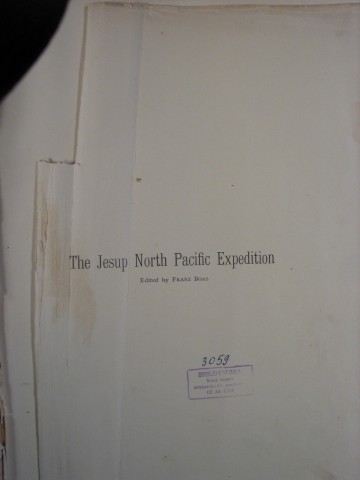 The Jesup North Pacific Expedition
Edited by Franz Boas
3059